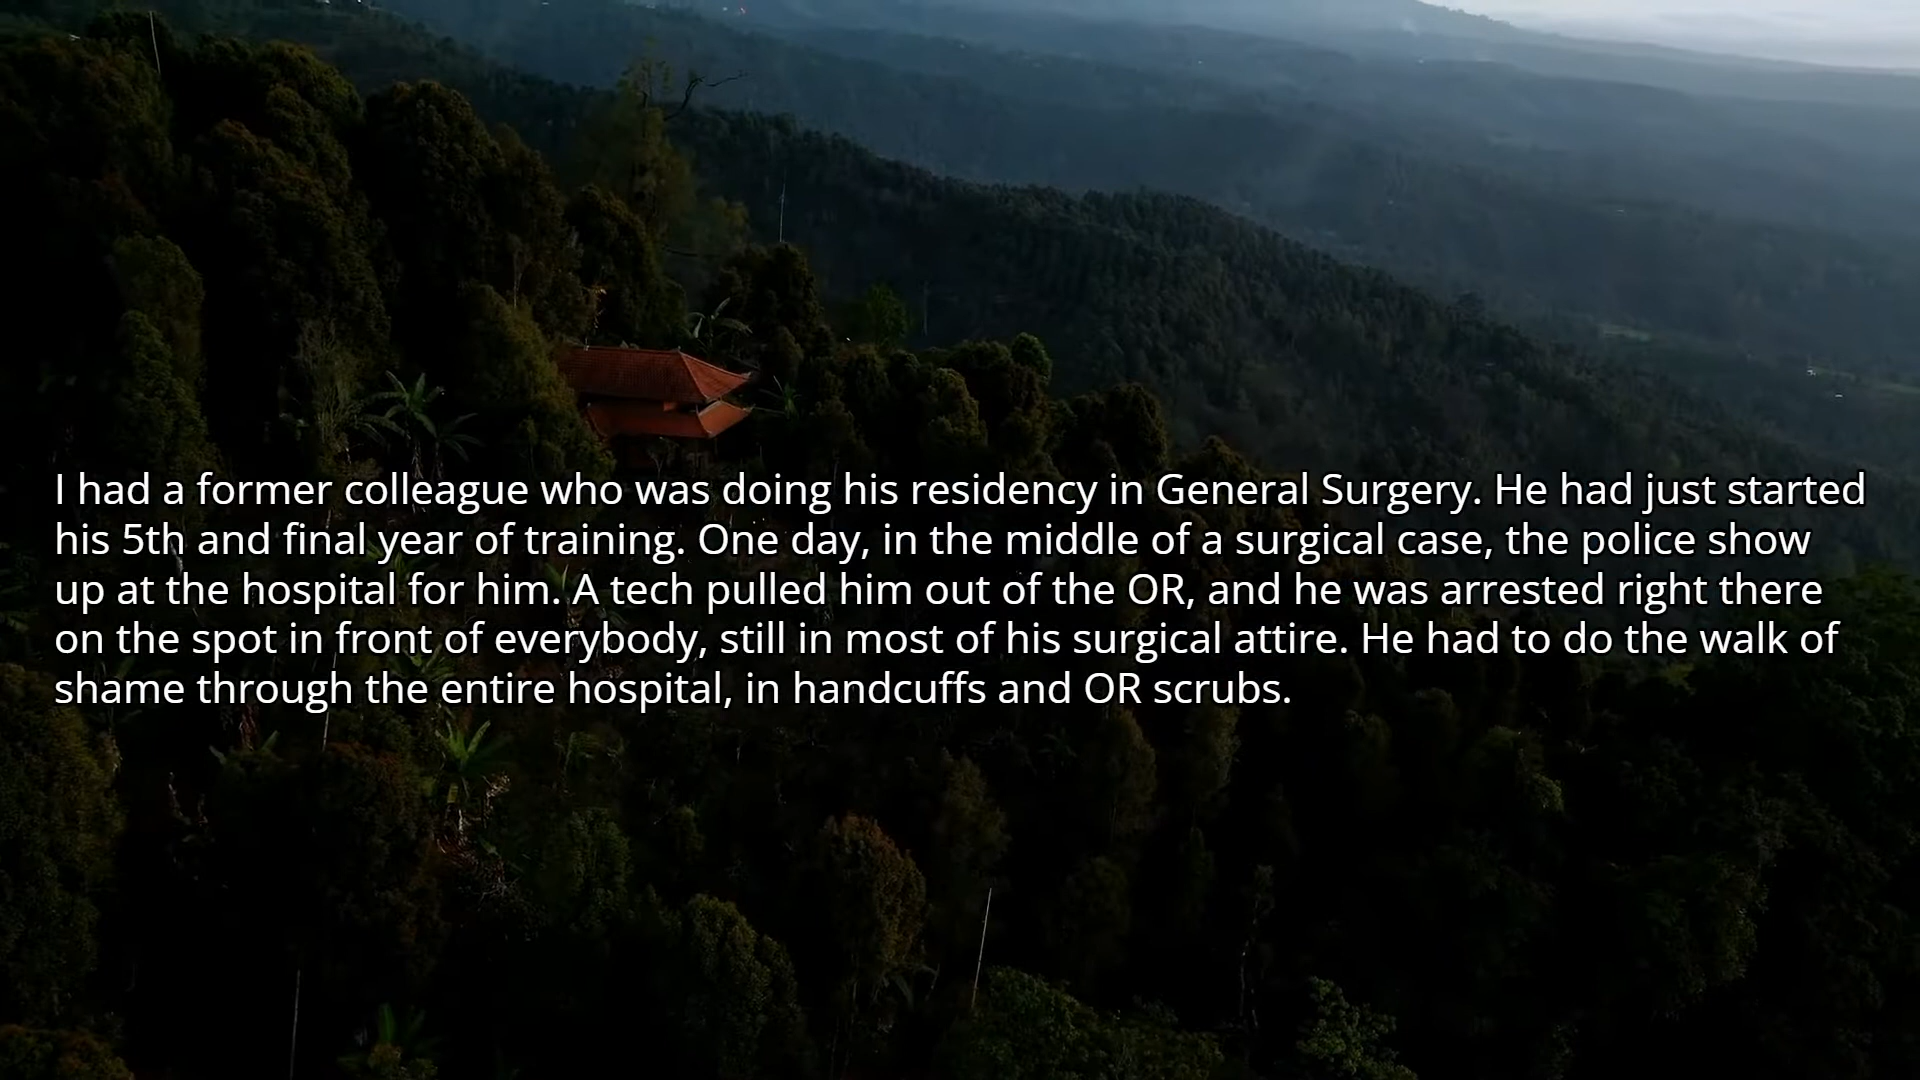 I had a former colleague who was doing his residency in General Surgery. He had just started
his 5th and final year of training. One day, in the middle of a surgical case, the police show
up at the hospital for him. A tech pulled him out of the OR, and he was arrested right there
on the spot in front of everybody, still in most of his surgical attire. He had to do the walk of
shame through the entire hospital, in handcuffs and OR scrubs.